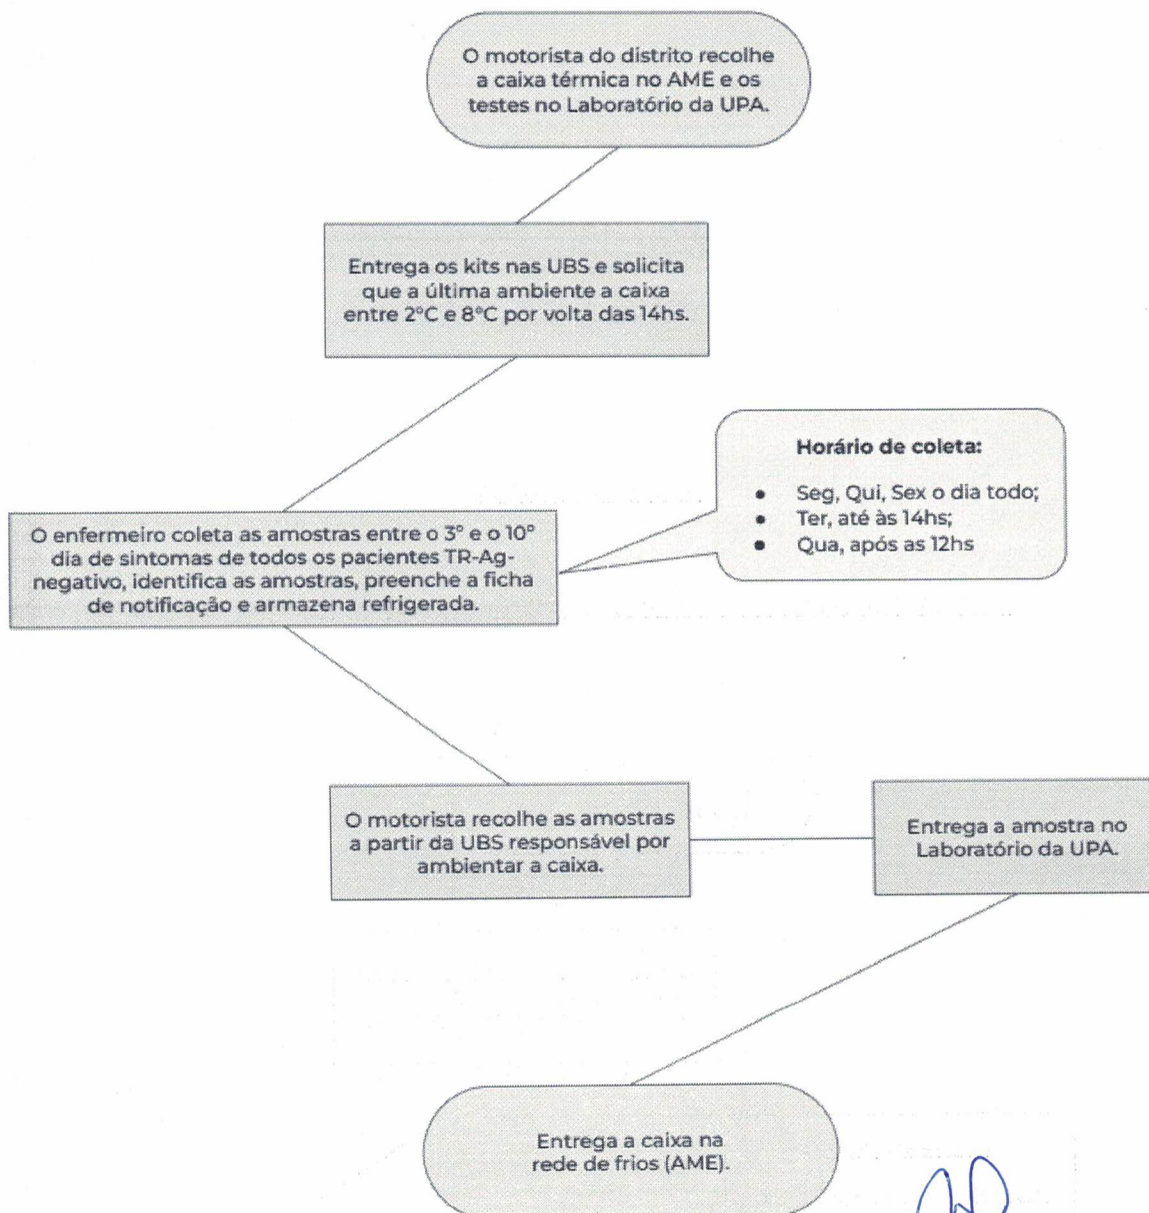 O motorista do distrito recolhe
a caixa térmica no AME e os
testes no Laboratório da UPA.
Entrega os kits nas UBS e solicita
que a última ambiente a caixa
entre 2°C e 8°C por volta das 14hs.
Horário de coleta:
• Seg, Qui, Sex o dia todo;
• Ter, até às 14hs;
• Qua, após as 12hs
O enfermeiro coleta as amostras entre o 3° e o 10°
dia de sintomas de todos os pacientes TR-Ag-
negativo, identifica as amostras, preenche a ficha
de notificação e armazena refrigerada.
O motorista recolhe as amostras
a partir da UBS responsável por
ambientar a caixa.
Entrega a amostra no
Laboratório da UPA.
Entrega a caixa na
rede de frios (AME).